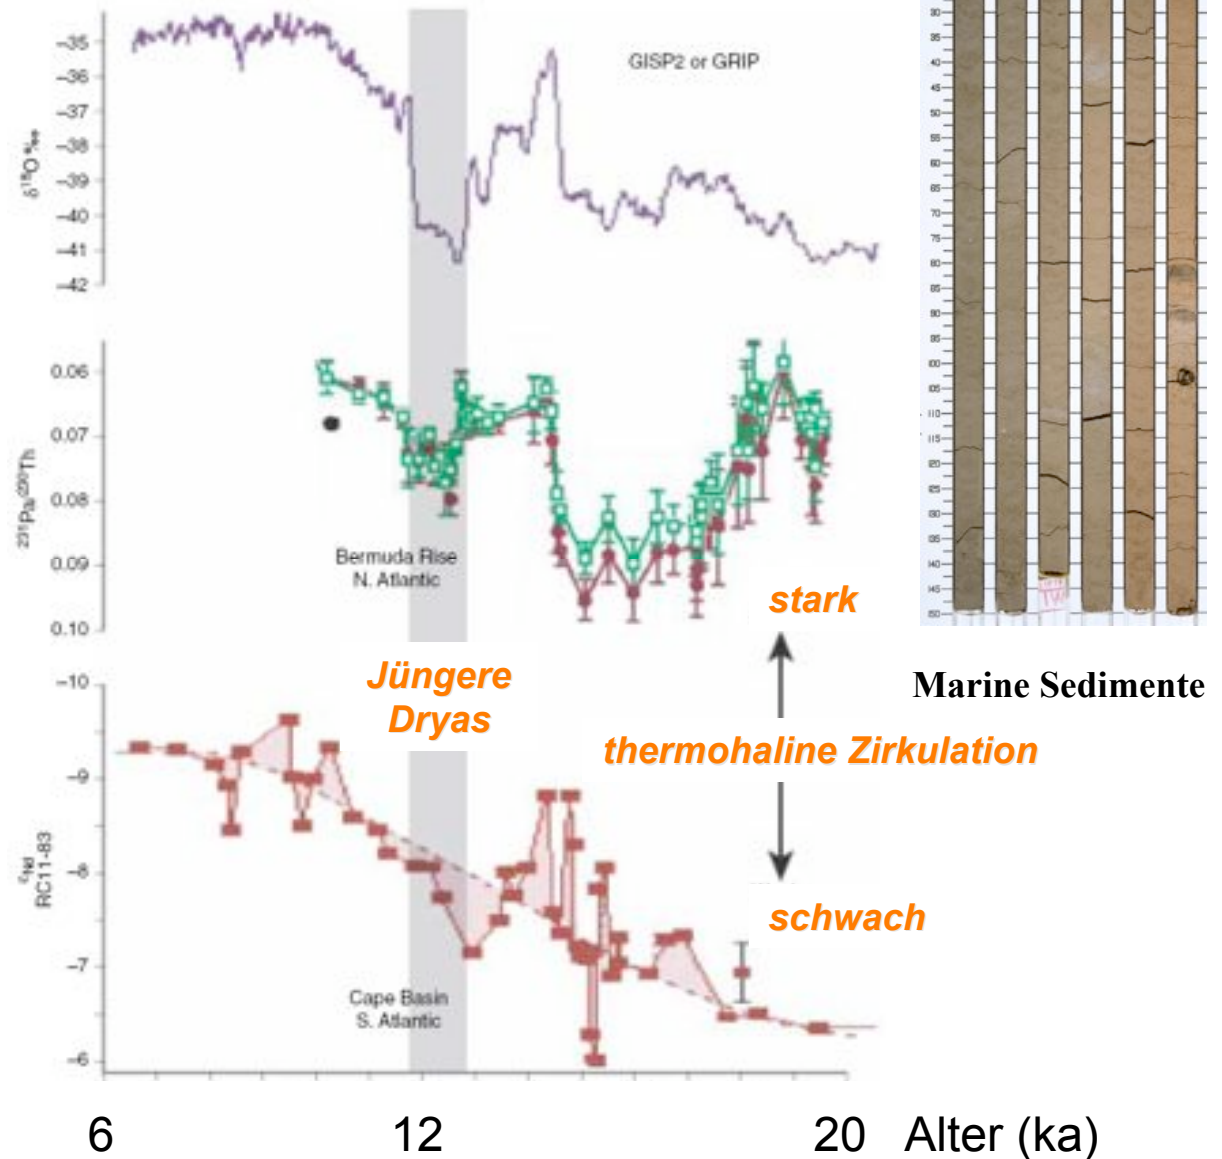 GISP2 or GRIP
δ¹⁸O ‰
−35
−36
−37
−38
−39
−40
−41
−42
²³¹Pa/²³⁰Th
0.06
0.07
0.08
0.09
0.10
Bermuda Rise
N. Atlantic
stark
Jüngere
Dryas
thermohaline Zirkulation
schwach
εNd
RC11-83
−10
−9
−8
−7
−6
Cape Basin
S. Atlantic
6
12
20
Alter (ka)
Marine Sedimente